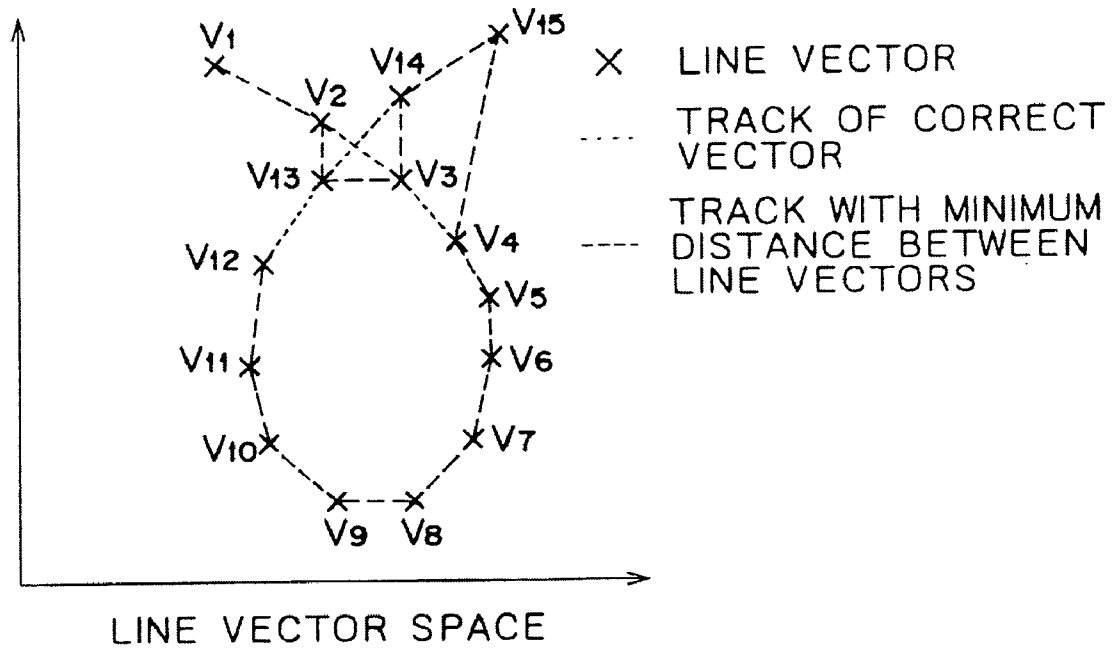 V1
V15
V14
V2
V13
V3
V12
V4
V5
V11
V6
V10
V7
V9
V8
LINE VECTOR
TRACK OF CORRECT
VECTOR
TRACK WITH MINIMUM
DISTANCE BETWEEN
LINE VECTORS
LINE VECTOR SPACE